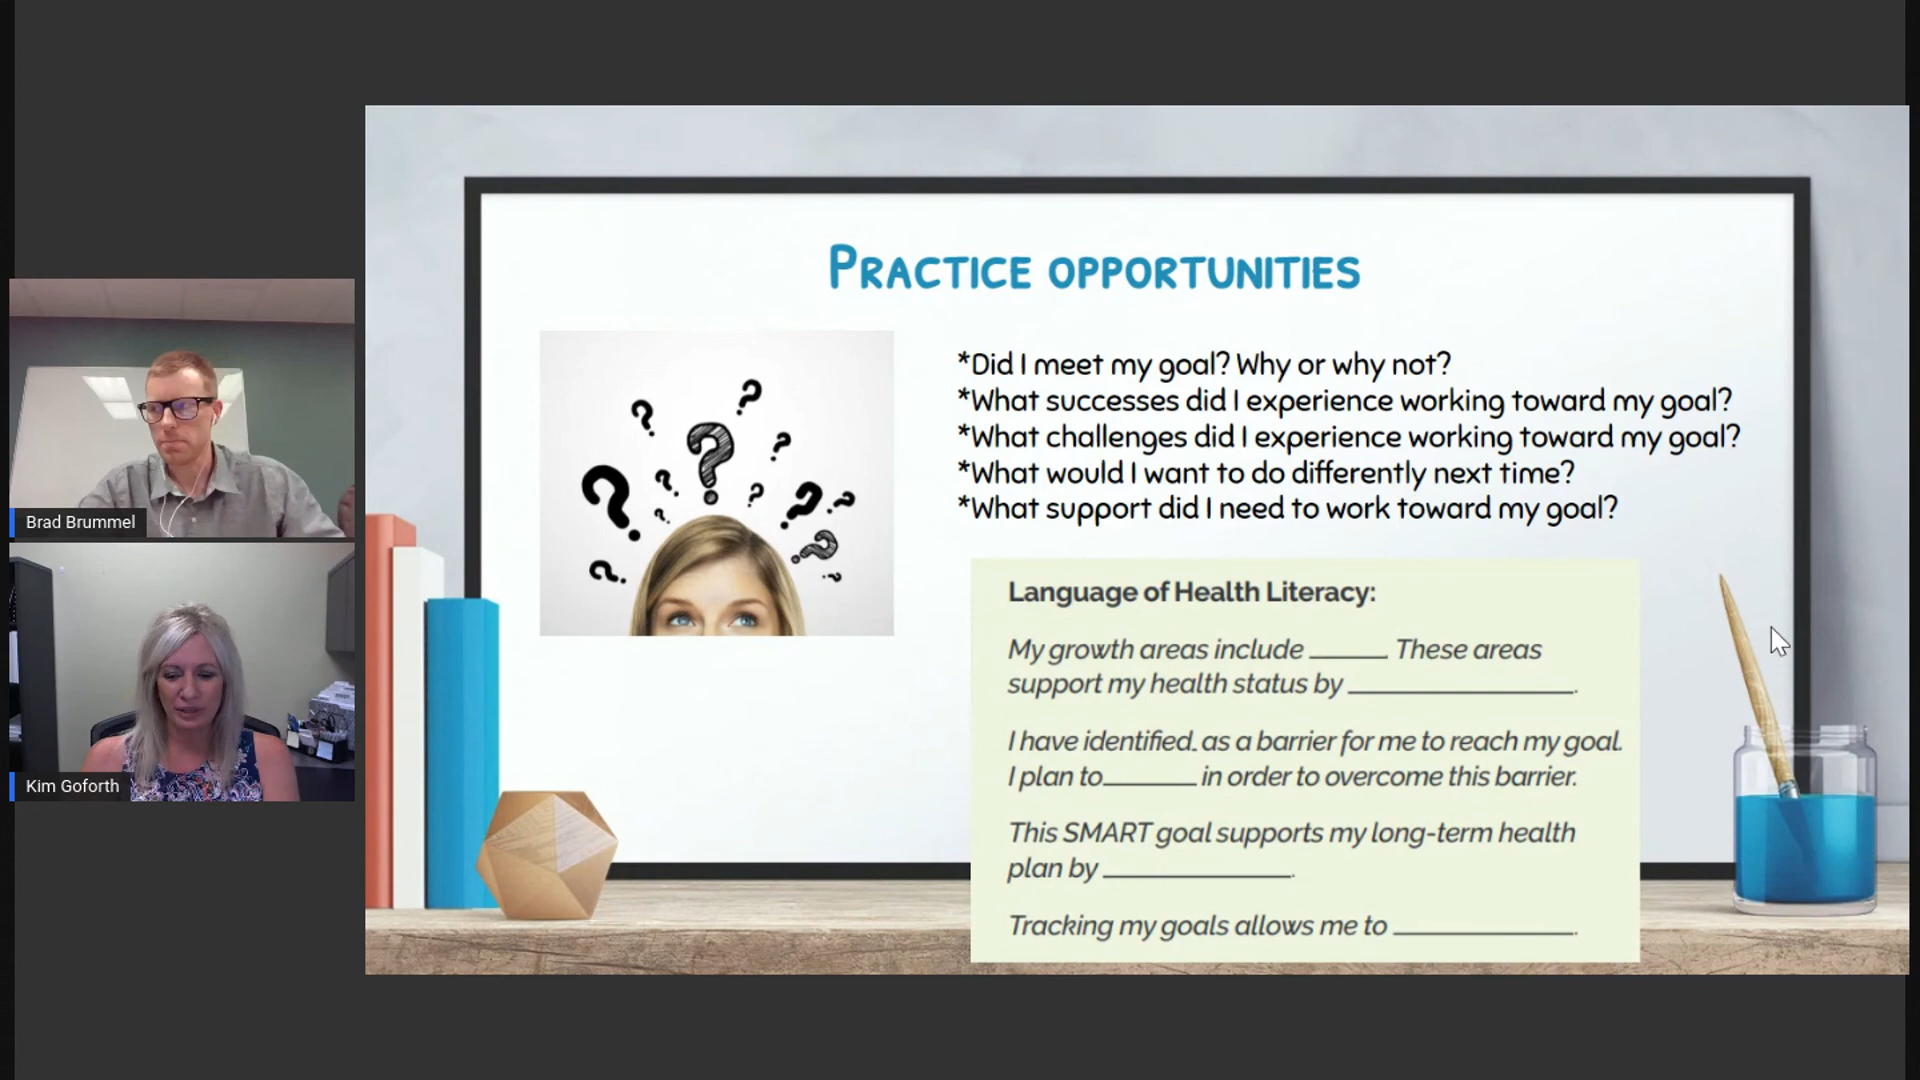 Brad Brummel
Kim Goforth
Practice opportunities
*Did I meet my goal? Why or why not?
*What successes did I experience working toward my goal?
*What challenges did I experience working toward my goal?
*What would I want to do differently next time?
*What support did I need to work toward my goal?
Language of Health Literacy:
My growth areas include ______. These areas
support my health status by _________________.
I have identified. as a barrier for me to reach my goal.
I plan to_______ in order to overcome this barrier.
This SMART goal supports my long-term health
plan by ______________.
Tracking my goals allows me to ______________.